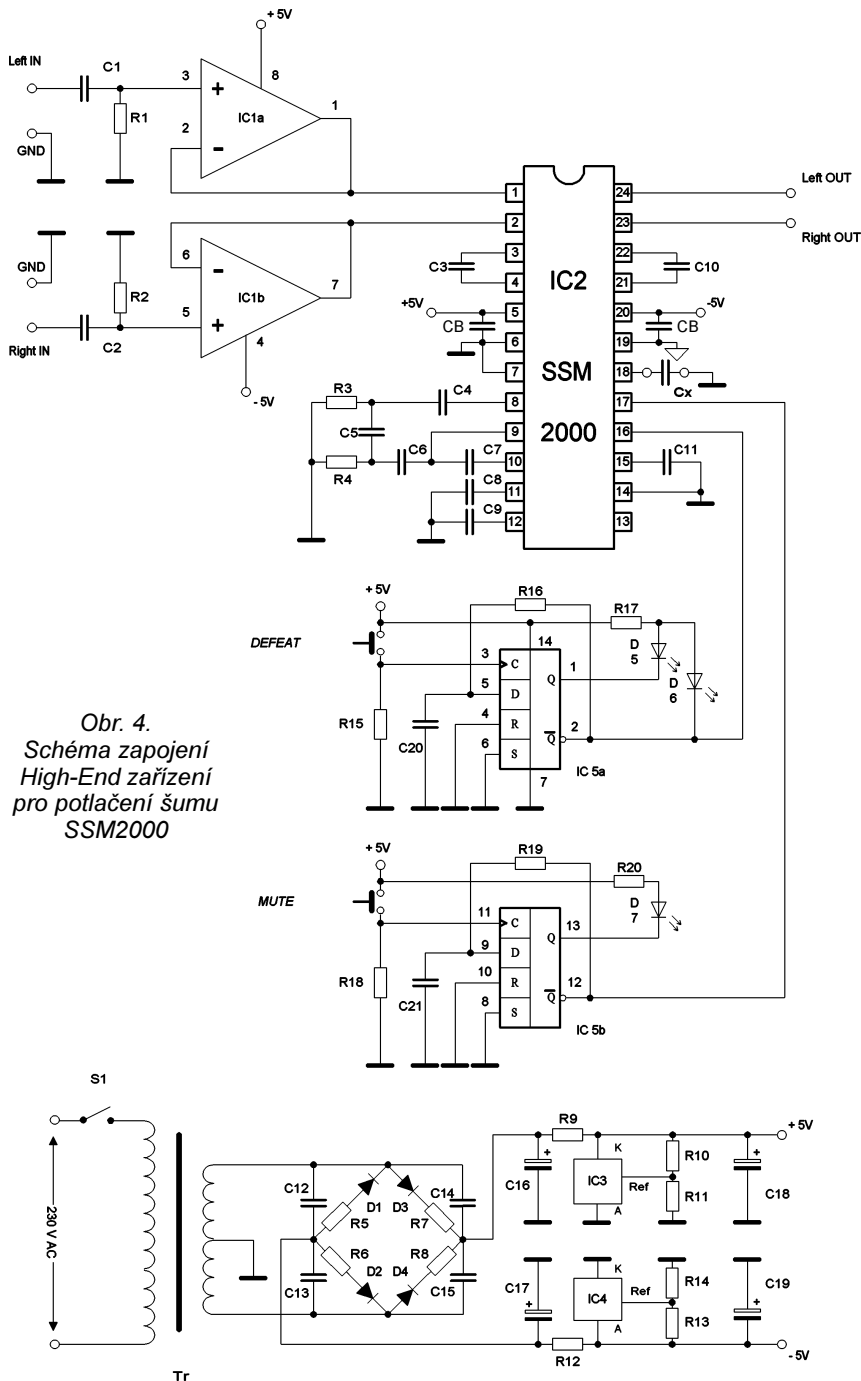 + 5V
Left IN
C1
3
+
8
R1
IC1a
1
2
-
GND
1
24
Left OUT
2
23
Right OUT
GND
6
-
3
22
C3
C10
R2
IC1b
7
4
IC2
21
5
+
+5V
5
20
-5V
CB
CB
Right IN
C2
4
6
19
7
SSM
18
Cx
- 5V
R3
C4
8
17
C5
C6
9
2000
16
C7
R4
10
15
C11
C8
11
14
C9
12
13
+ 5V
R16
R17
DEFEAT
14
3
C
Q
1
D
5
5
D
D
6
R15
4
R
2
C20
6
S
Q
7
IC 5a
Obr. 4.
Schéma zapojení
High-End zařízení
pro potlačení šumu
SSM2000
+ 5V
R19
R20
MUTE
11
C
Q
13
D
7
9
D
10
R
12
R18
C21
8
S
Q
IC 5b
S1
230 V AC
Tr
C12
D1
D3
C14
R5
R7
R6
R8
C13
D2
D4
C15
R9
+ 5V
K
+
C16
IC3
Ref
R10
R11
+
C18
A
K
C17
+
IC4
Ref
R14
R13
C19
+
A
R12
- 5V